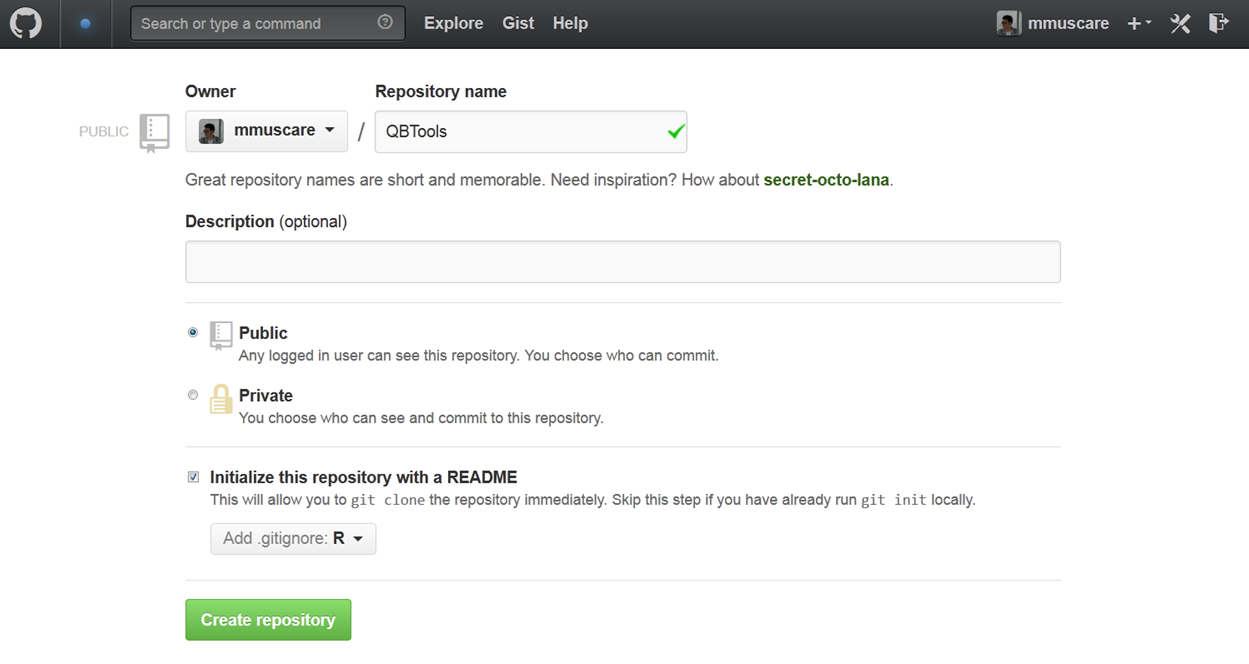 Search or type a command
Explore Gist Help
mmuscare
Owner Repository name
PUBLIC mmuscare / QBTools
Great repository names are short and memorable. Need inspiration? How about secret-octo-lana.
Description (optional)
Public
Any logged in user can see this repository. You choose who can commit.
Private
You choose who can see and commit to this repository.
Initialize this repository with a README
This will allow you to git clone the repository immediately. Skip this step if you have already run git init locally.
Add .gitignore: R
Create repository